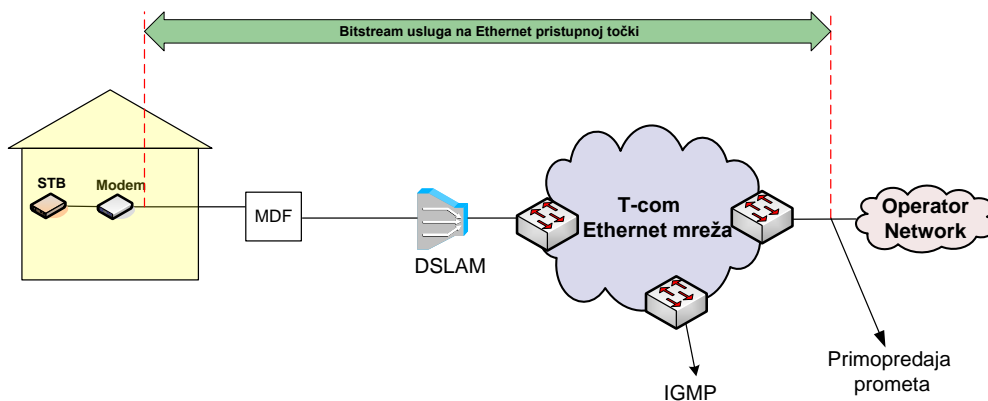 Bitstream usluga na Ethernet pristupnoj točki
STB
Modem
MDF
DSLAM
T-com
Ethernet mreža
Operator
Network
IGMP
Primopredaja
prometa